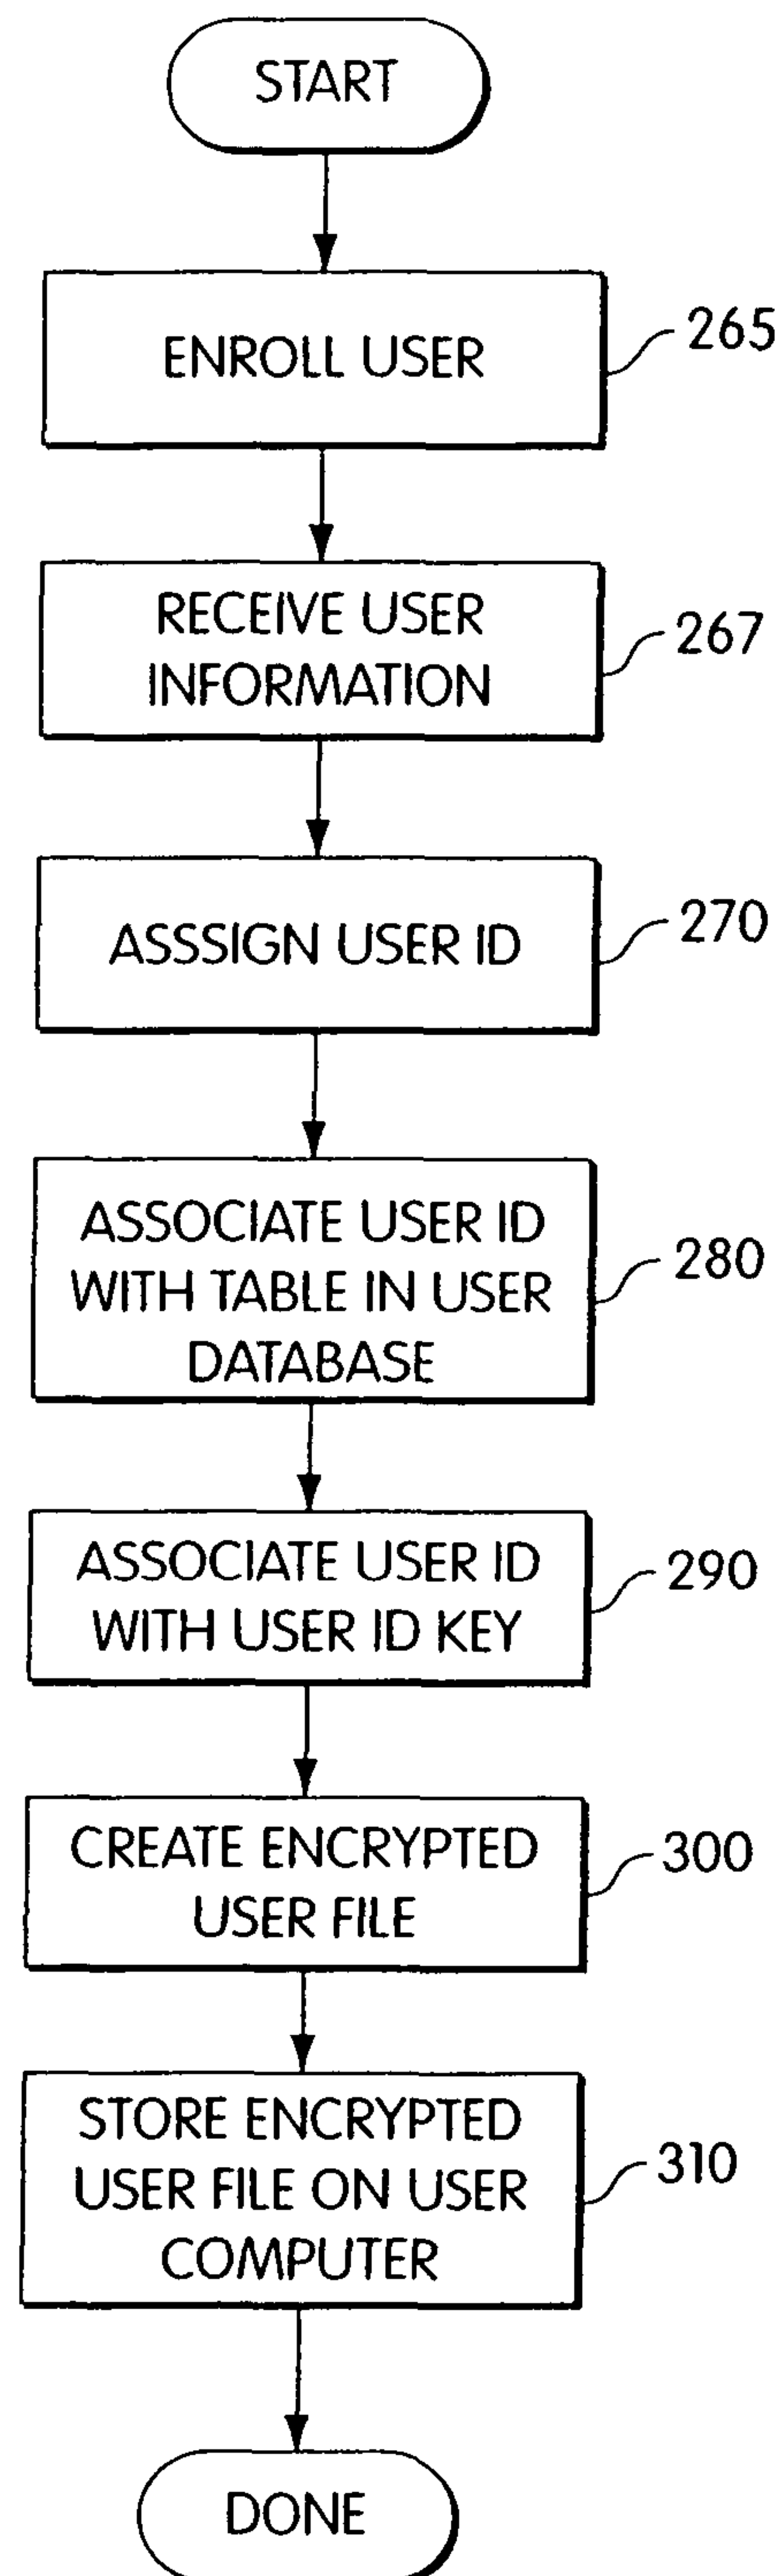 START
ENROLL USER
265
RECEIVE USER
INFORMATION
267
ASSSIGN USER ID
270
ASSOCIATE USER ID
WITH TABLE IN USER
DATABASE
280
ASSOCIATE USER ID
WITH USER ID KEY
290
CREATE ENCRYPTED
USER FILE
300
STORE ENCRYPTED
USER FILE ON USER
COMPUTER
310
DONE